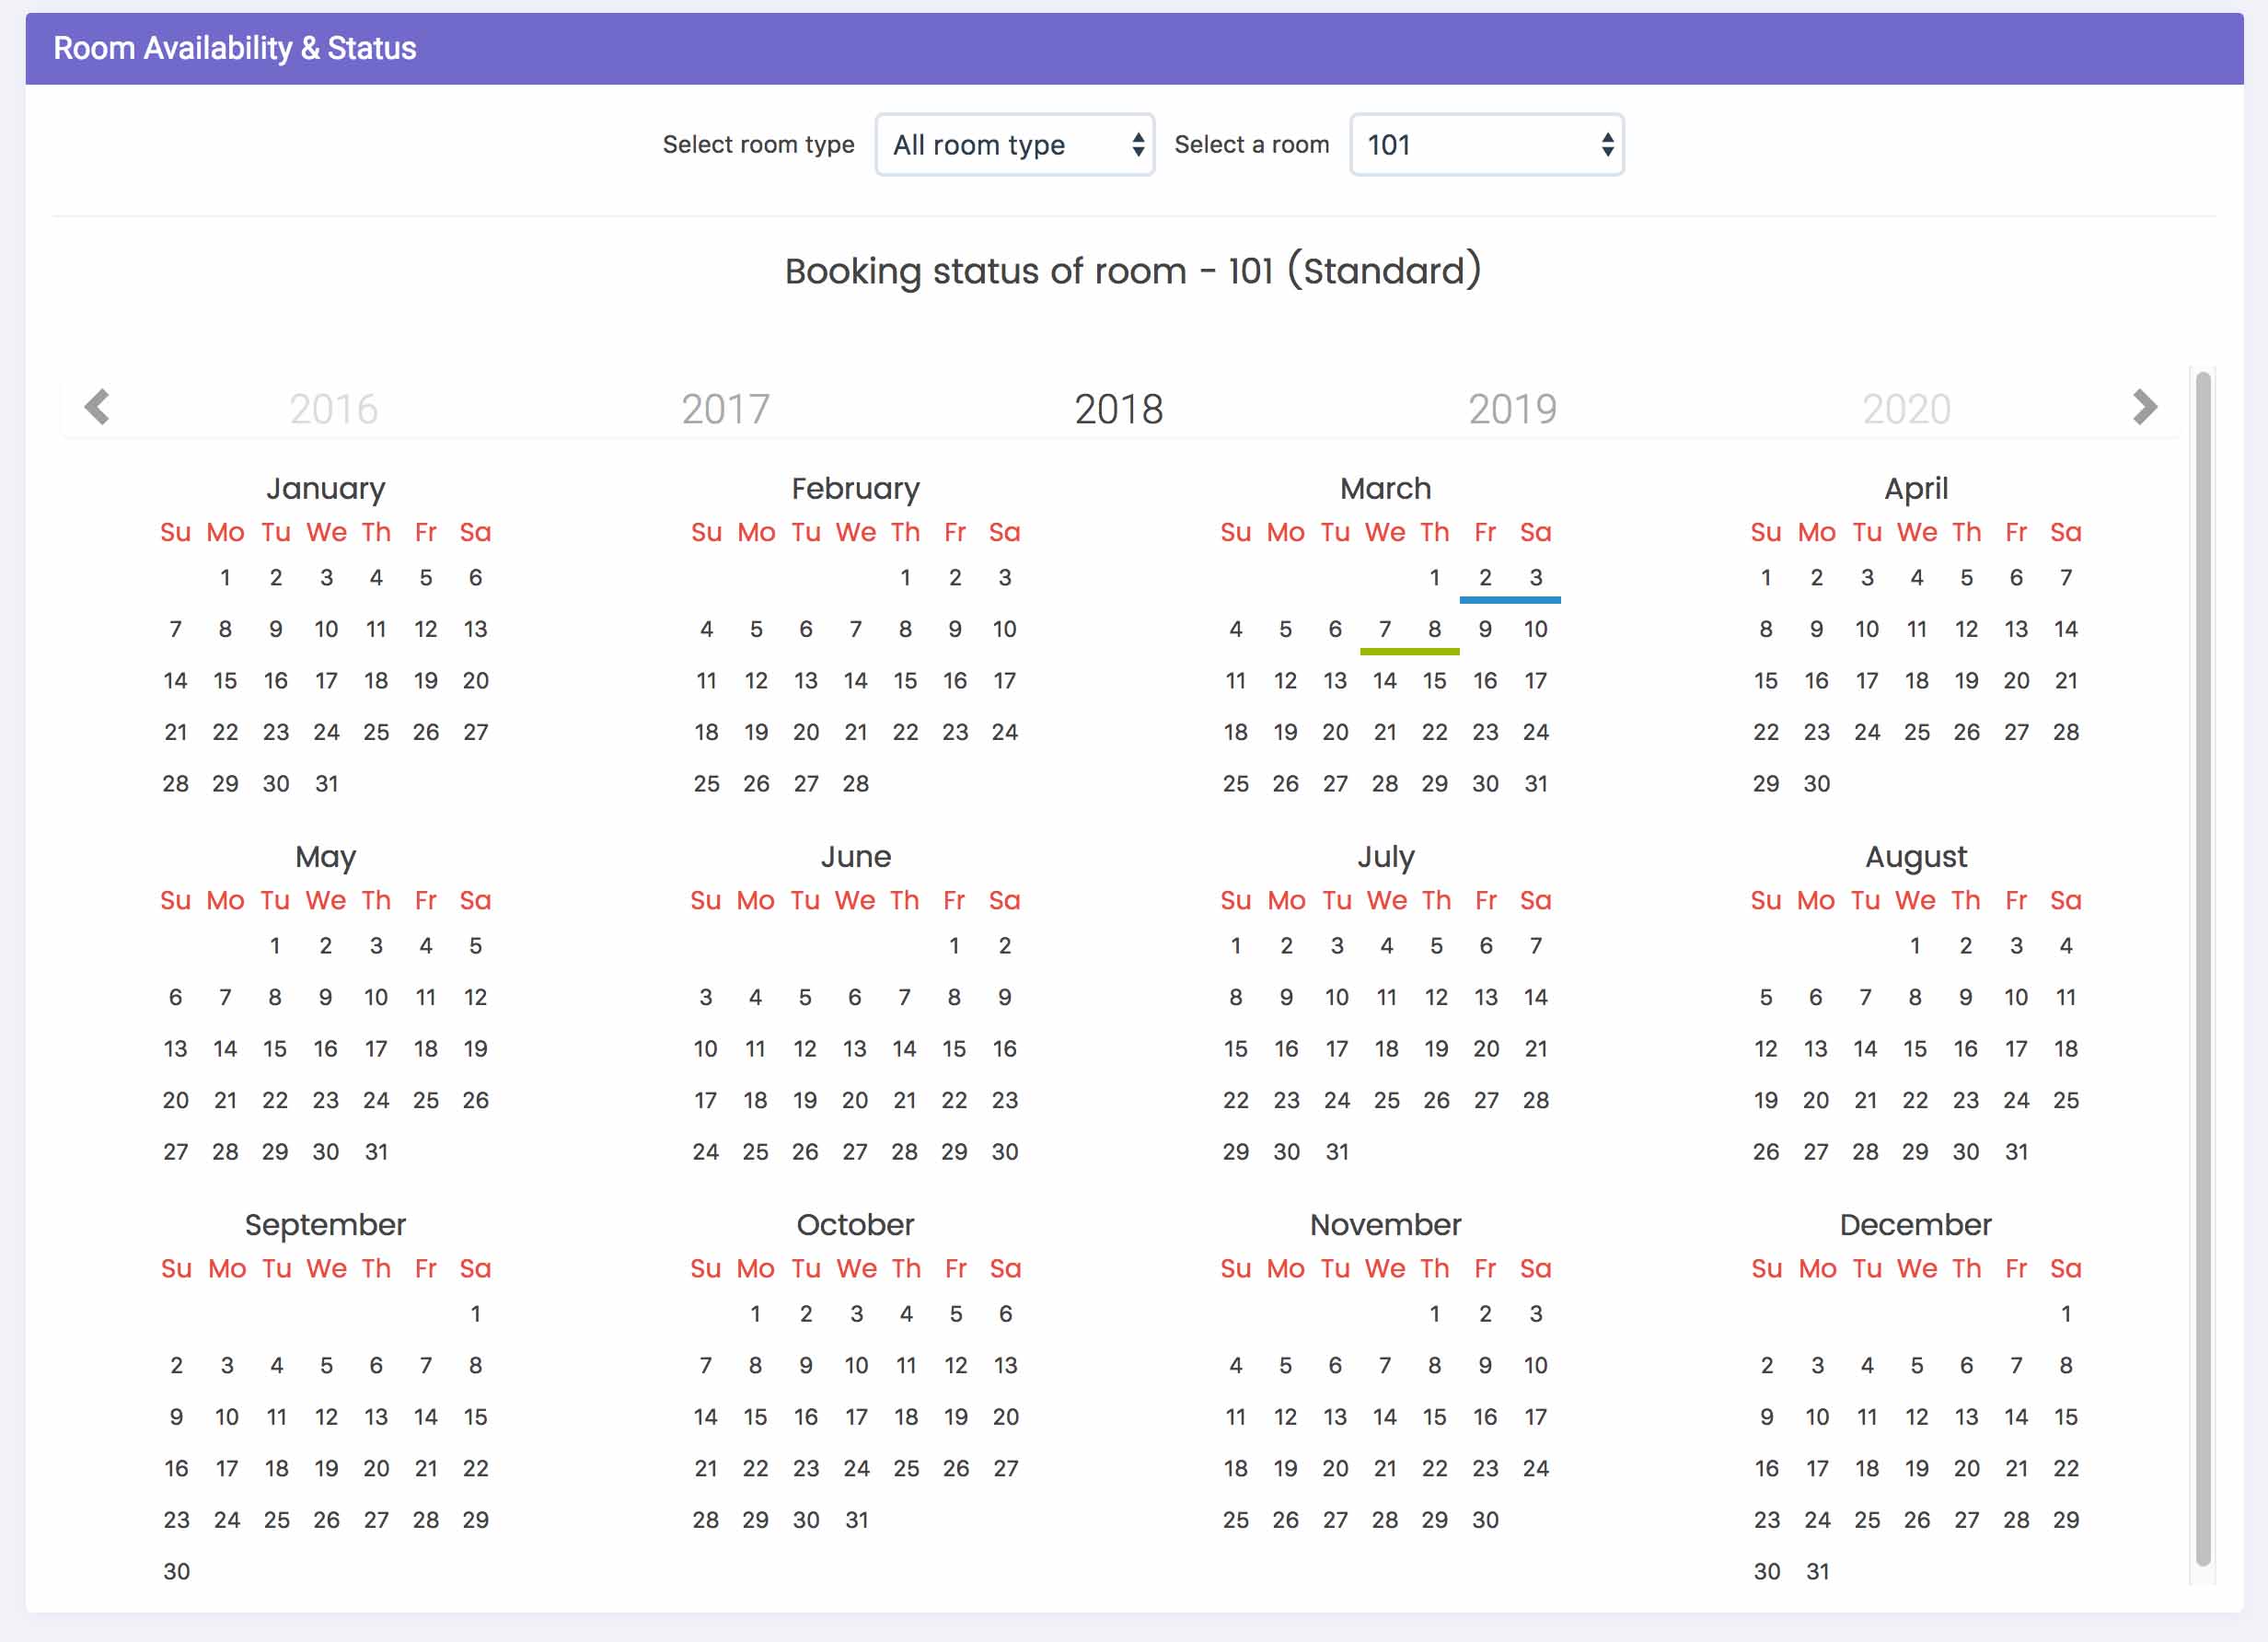 Room Availability & Status
Select room type All room type Select a room 101
Booking status of room - 101 (Standard)
2016 2017 2018 2019 2020
January February March April
Su Mo Tu We Th Fr Sa Su Mo Tu We Th Fr Sa Su Mo Tu We Th Fr Sa Su Mo Tu We Th Fr Sa
1 2 3 4 5 6 1 2 3 1 2 3 1 2 3 4 5 6 7
7 8 9 10 11 12 13 4 5 6 7 8 9 10 4 5 6 7 8 9 10 8 9 10 11 12 13 14
14 15 16 17 18 19 20 11 12 13 14 15 16 17 11 12 13 14 15 16 17 15 16 17 18 19 20 21
21 22 23 24 25 26 27 18 19 20 21 22 23 24 18 19 20 21 22 23 24 22 23 24 25 26 27 28
28 29 30 31 25 26 27 28 25 26 27 28 29 30 31 29 30
May June July August
Su Mo Tu We Th Fr Sa Su Mo Tu We Th Fr Sa Su Mo Tu We Th Fr Sa Su Mo Tu We Th Fr Sa
1 2 3 4 5 1 2 1 2 3 4 5 6 7 1 2 3 4
6 7 8 9 10 11 12 3 4 5 6 7 8 9 8 9 10 11 12 13 14 5 6 7 8 9 10 11
13 14 15 16 17 18 19 10 11 12 13 14 15 16 15 16 17 18 19 20 21 12 13 14 15 16 17 18
20 21 22 23 24 25 26 17 18 19 20 21 22 23 22 23 24 25 26 27 28 19 20 21 22 23 24 25
27 28 29 30 31 24 25 26 27 28 29 30 29 30 31 26 27 28 29 30 31
September October November December
Su Mo Tu We Th Fr Sa Su Mo Tu We Th Fr Sa Su Mo Tu We Th Fr Sa Su Mo Tu We Th Fr Sa
1 1 2 3 4 5 6 1 2 3 1
2 3 4 5 6 7 8 7 8 9 10 11 12 13 4 5 6 7 8 9 10 2 3 4 5 6 7 8
9 10 11 12 13 14 15 14 15 16 17 18 19 20 11 12 13 14 15 16 17 9 10 11 12 13 14 15
16 17 18 19 20 21 22 21 22 23 24 25 26 27 18 19 20 21 22 23 24 16 17 18 19 20 21 22
23 24 25 26 27 28 29 28 29 30 31 25 26 27 28 29 30 23 24 25 26 27 28 29
30 30 31